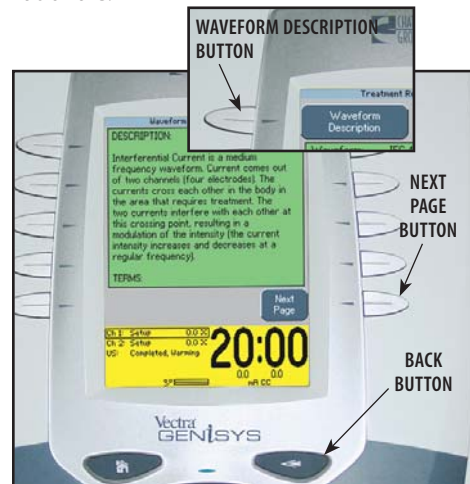 WAVEFORM DESCRIPTION
BUTTON
Treatment
Waveform
Description
Waveform
DESCRIPTION:
Interferential Current is a medium
frequency waveform. Current comes out
of two channels (four electrodes). The
currents cross each other in the body in
the area that requires treatment. The
two currents interfere with each other at
this crossing point, resulting in a
modulation of the intensity (the current
intensity increases and decreases at a
regular frequency).
TERMS:
NEXT
PAGE
BUTTON
Next
Page
Ch 1: Setup 0.0 %
Ch 2: Setup 0.0 %
US: Completed, Warming
20:00
0.0 0.0
mA CC
BACK
BUTTON
Vectra
GENiSYS